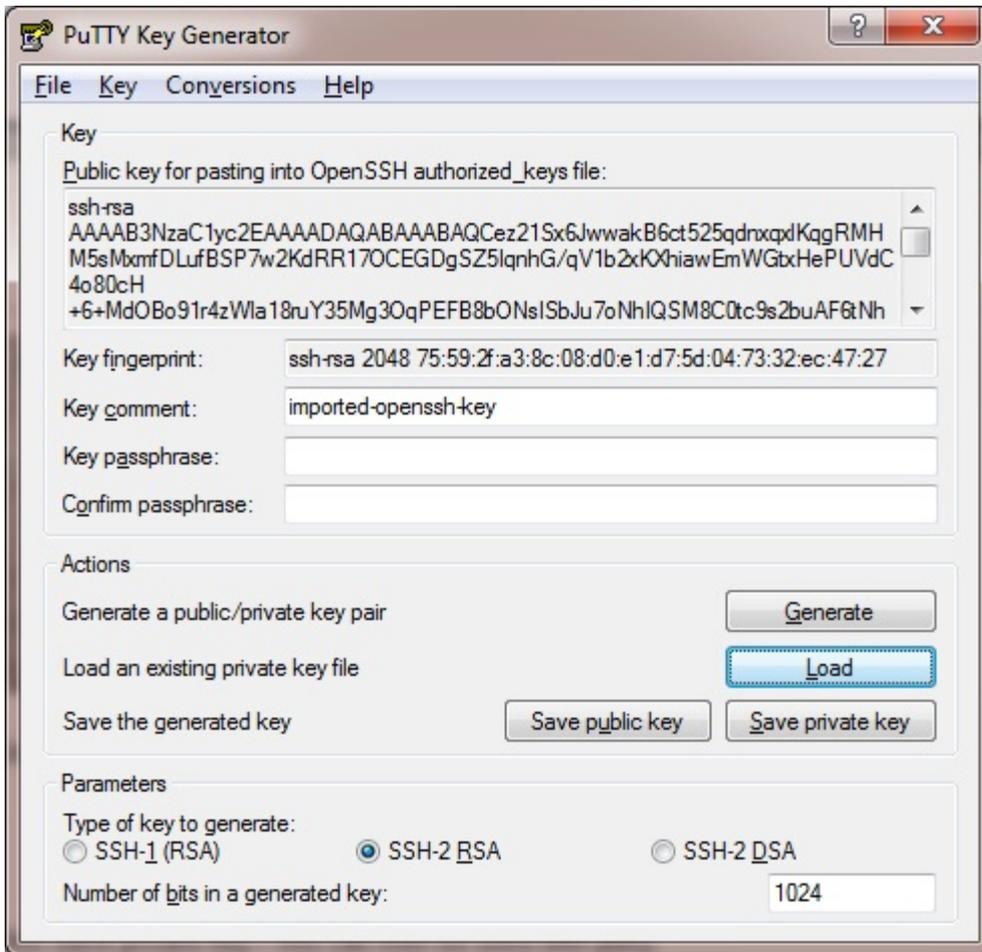 PuTTY Key Generator
File Key Conversions Help
Key
Public key for pasting into OpenSSH authorized_keys file:
ssh-rsa
AAAAB3NzaC1yc2EAAAADAQABAAABAQCez21Sx6JwwakB6ct525qdnxqxlKqgRMH
M5sMxmfDLufBSP7w2KdRR17OCEGDgSZ5lqnhG/qV1b2xKXhiawEmWGtxHePUVdC
4o80cH
+6+MdOBo91r4zWla18ruY35Mg3OqPEFB8bONsISbJu7oNhIQSM8C0tc9s2buAF6tNh
Key fingerprint: ssh-rsa 2048 75:59:2f:a3:8c:08:d0:e1:d7:5d:04:73:32:ec:47:27
Key comment: imported-openssh-key
Key passphrase:
Confirm passphrase:
Actions
Generate a public/private key pair Generate
Load an existing private key file Load
Save the generated key Save public key Save private key
Parameters
Type of key to generate:
SSH-1 (RSA) SSH-2 RSA SSH-2 DSA
Number of bits in a generated key: 1024